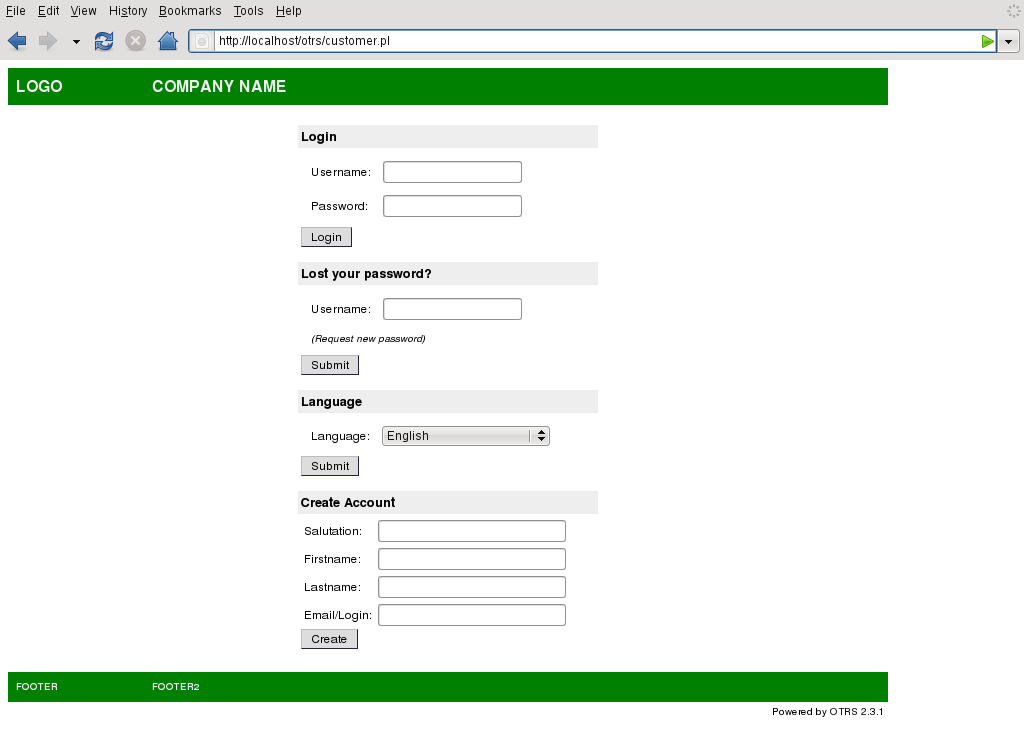 File Edit View History Bookmarks Tools Help
http://localhost/otrs/customer.pl
LOGO COMPANY NAME
Login
Username:
Password:
Login
Lost your password?
Username:
(Request new password)
Submit
Language
Language: English
Submit
Create Account
Salutation:
Firstname:
Lastname:
Email/Login:
Create
FOOTER FOOTER2
Powered by OTRS 2.3.1